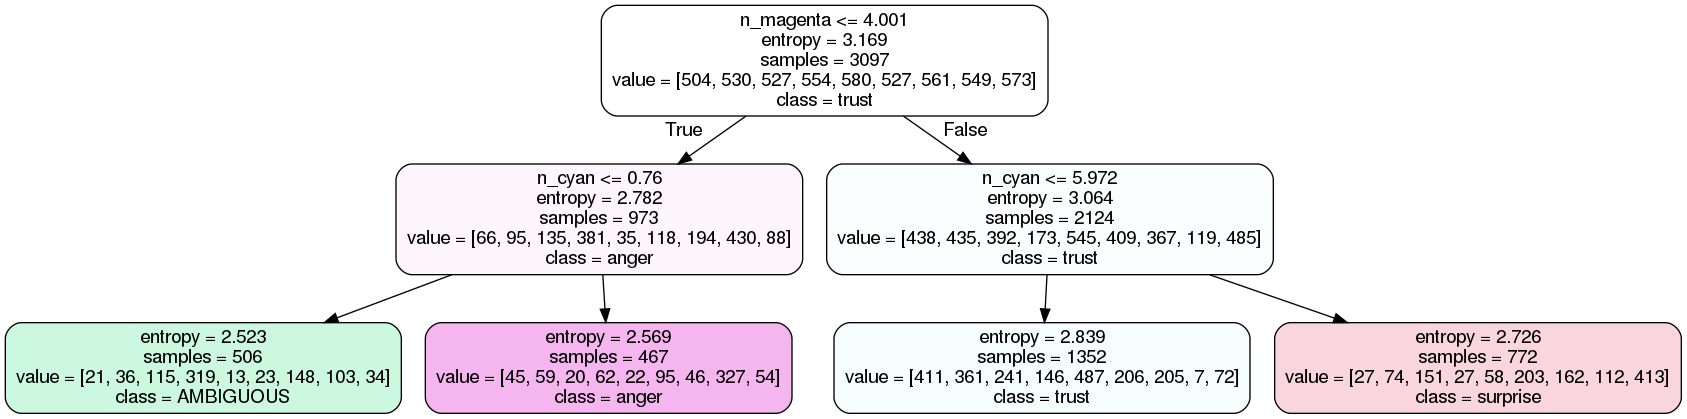 n_magenta <= 4.001
entropy = 3.169
samples = 3097
value = [504, 530, 527, 554, 580, 527, 561, 549, 573]
class = trust
True
False
n_cyan <= 0.76
entropy = 2.782
samples = 973
value = [66, 95, 135, 381, 35, 118, 194, 430, 88]
class = anger
n_cyan <= 5.972
entropy = 3.064
samples = 2124
value = [438, 435, 392, 173, 545, 409, 367, 119, 485]
class = trust
entropy = 2.523
samples = 506
value = [21, 36, 115, 319, 13, 23, 148, 103, 34]
class = AMBIGUOUS
entropy = 2.569
samples = 467
value = [45, 59, 20, 62, 22, 95, 46, 327, 54]
class = anger
entropy = 2.839
samples = 1352
value = [411, 361, 241, 146, 487, 206, 205, 7, 72]
class = trust
entropy = 2.726
samples = 772
value = [27, 74, 151, 27, 58, 203, 162, 112, 413]
class = surprise